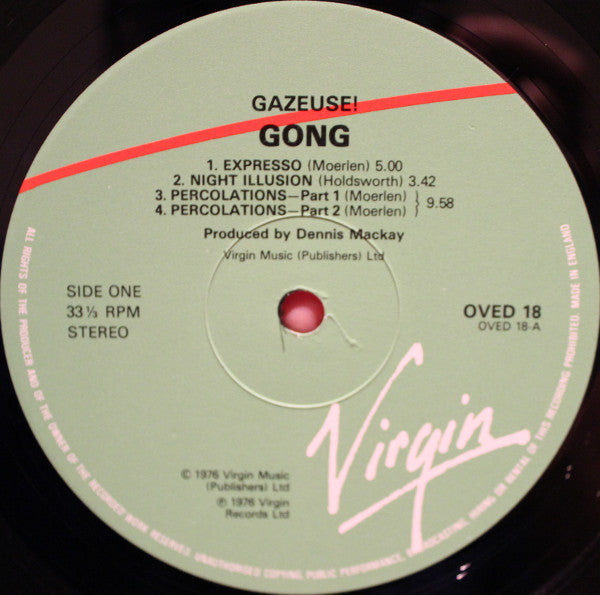 GAZEUSE!
GONG
1. EXPRESSO (Moerlen) 5.00
2. NIGHT ILLUSION (Holdsworth) 3.42
3. PERCOLATIONS—Part 1 (Moerlen)
4. PERCOLATIONS—Part 2 (Moerlen) } 9.58
Produced by Dennis Mackay
Virgin Music (Publishers) Ltd
SIDE ONE
33⅓ RPM
STEREO
OVED 18
OVED 18-A
Virgin
© 1976 Virgin Music
(Publishers) Ltd
℗ 1976 Virgin
Records Ltd
ALL RIGHTS OF THE PRODUCER AND OF THE OWNER OF THE RECORDED WORK RESERVED. UNAUTHORISED COPYING, PUBLIC PERFORMANCE, BROADCASTING, HIRING OR RENTAL OF THIS RECORDING PROHIBITED. MADE IN ENGLAND